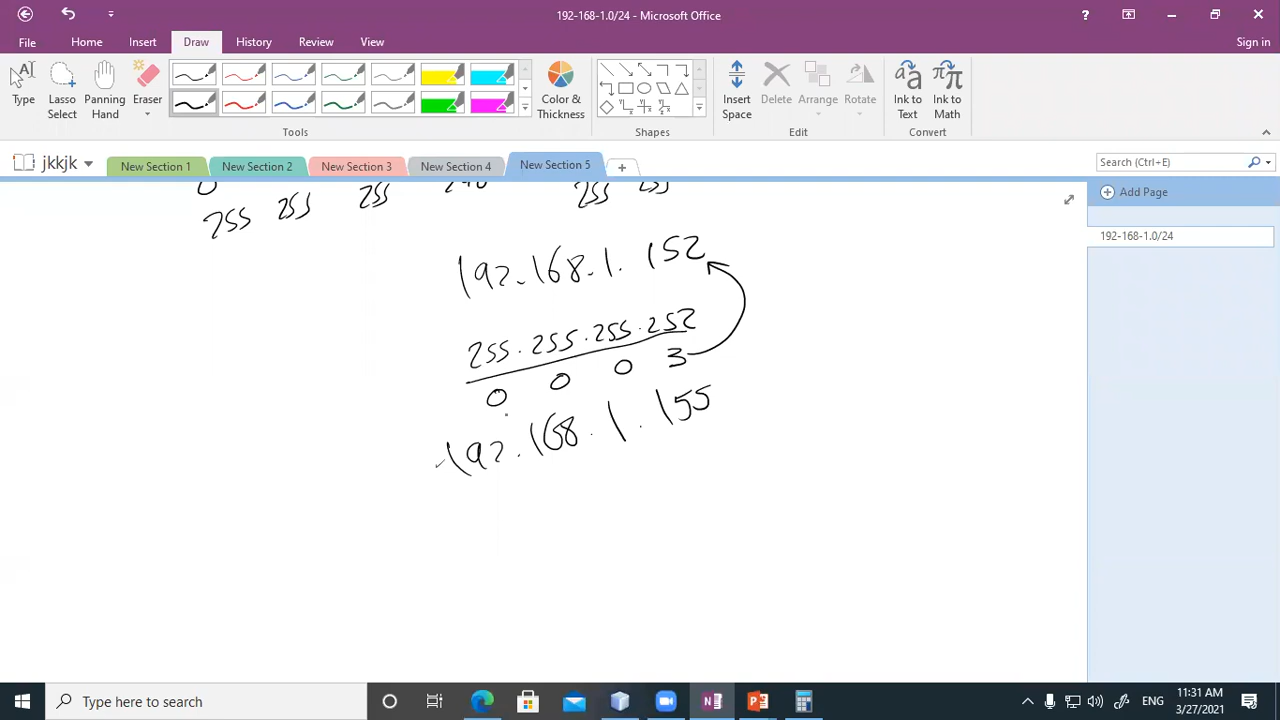 192-168-1.0/24 - Microsoft Office
File Home Insert Draw History Review View Sign in
Type
Lasso Select
Panning Hand
Eraser
Color & Thickness
Insert Space
Delete
Arrange
Rotate
Ink to Text
Ink to Math
Tools Shapes Edit Convert
jkkjk New Section 1 New Section 2 New Section 3 New Section 4 New Section 5 Search (Ctrl+E)
Add Page
192-168-1.0/24
255 255 255 255
192.168.1.152
255.255.255.252
0 0 0 3
192.168.1.155
Type here to search
ENG
11:31 AM
3/27/2021